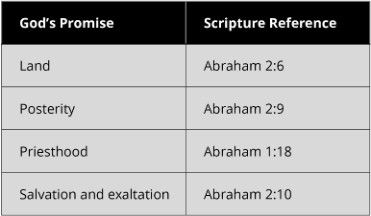 God’s Promise Scripture Reference
Land Abraham 2:6
Posterity Abraham 2:9
Priesthood Abraham 1:18
Salvation and exaltation Abraham 2:10